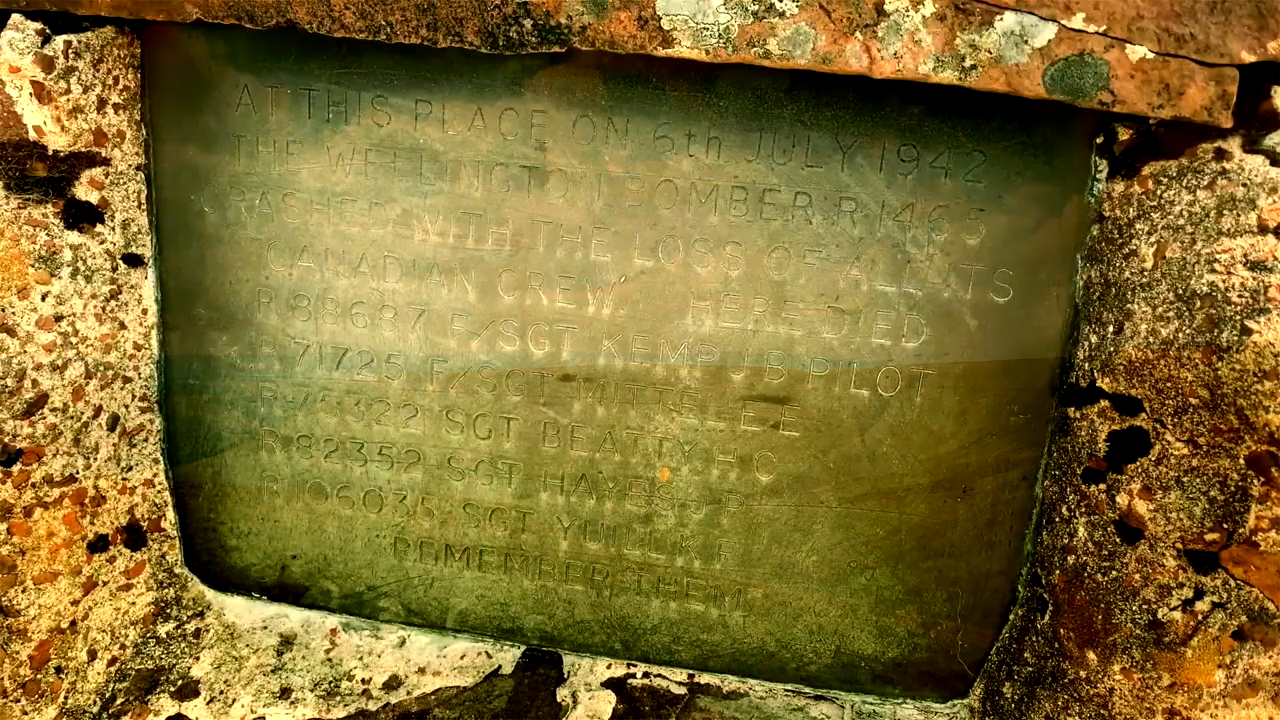 AT THIS PLACE ON 6th JULY 1942
THE WELLINGTON BOMBER R1465
CRASHED WITH THE LOSS OF ALL ITS
CANADIAN CREW. HERE DIED
R88687 F/SGT KEMP J B PILOT
R71725 F/SGT MITTELL E E
R75322 SGT BEATTY H C
R82352 SGT HAYES J P
R106035 SGT YUILL K F
"REMEMBER THEM"